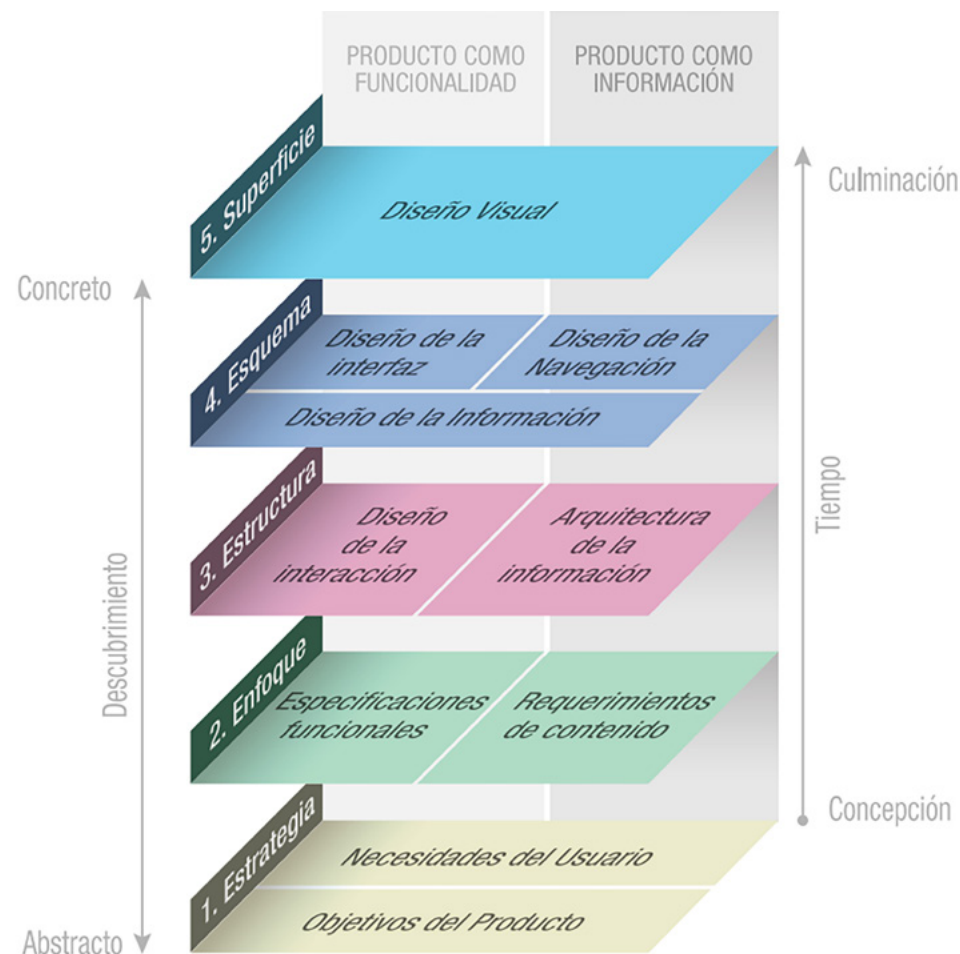 PRODUCTO COMO
FUNCIONALIDAD
PRODUCTO COMO
INFORMACIÓN
5. Superficie
Diseño Visual
Culminación
Concreto
4. Esquema
Diseño de la
interfaz
Diseño de la
Navegación
Diseño de la Información
3. Estructura
Diseño
de la
interacción
Arquitectura
de la
información
Tiempo
Descubrimiento
2. Enfoque
Especificaciones
funcionales
Requerimientos
de contenido
Concepción
1. Estrategia
Necesidades del Usuario
Objetivos del Producto
Abstracto